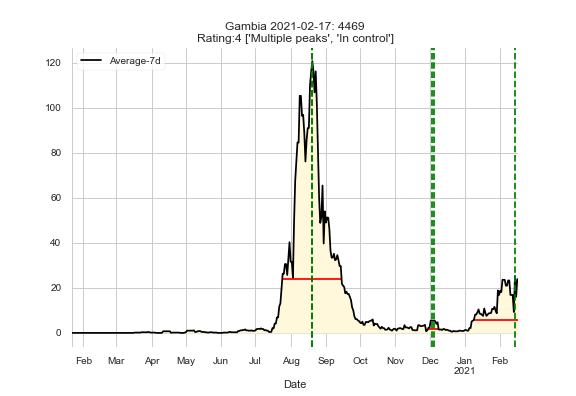 Gambia 2021-02-17: 4469
Rating:4 ['Multiple peaks', 'In control']
Average-7d
120
100
80
60
40
20
0
Feb Mar Apr May Jun Jul Aug Sep Oct Nov Dec Jan Feb
2021
Date